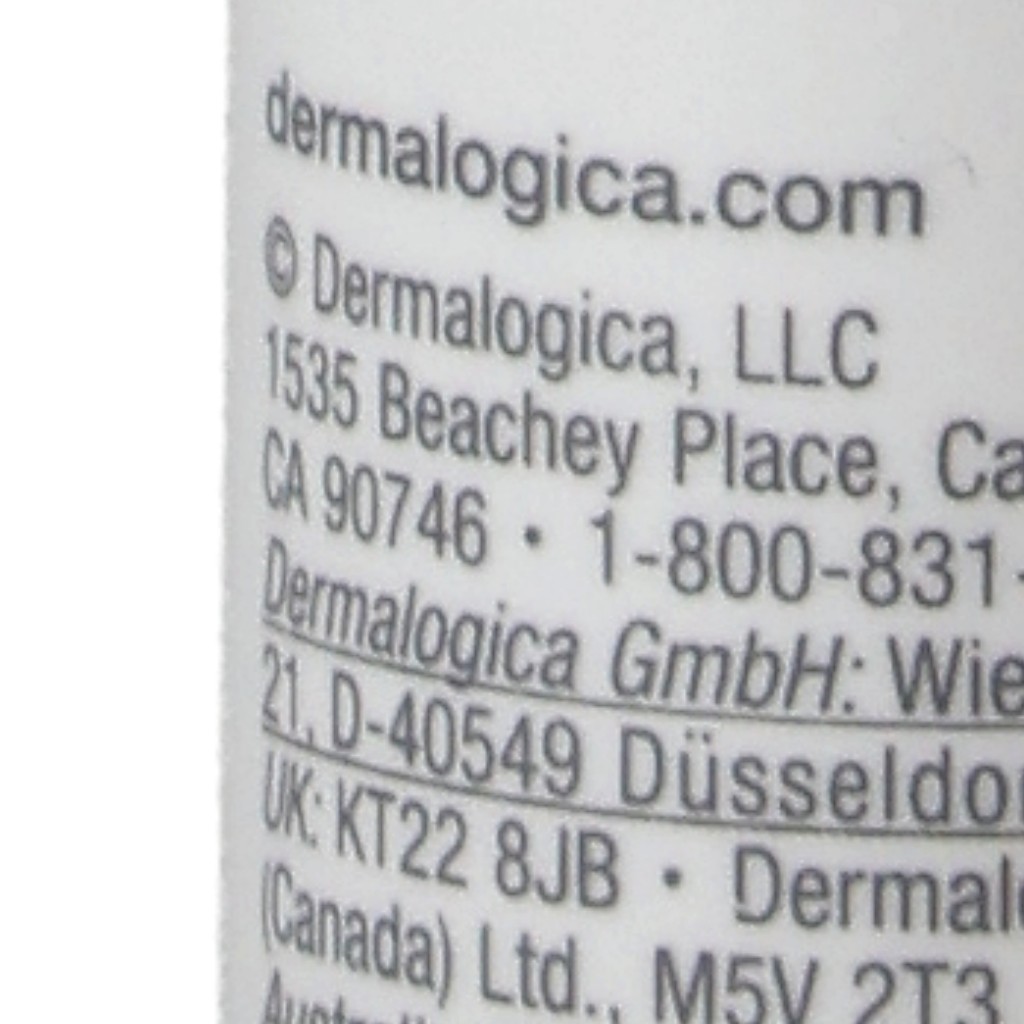 dermalogica.com
© Dermalogica, LLC
1535 Beachey Place, Ca
CA 90746 • 1-800-831-
Dermalogica GmbH: Wie
21, D-40549 Düsseldo
UK: KT22 8JB • Dermal
(Canada) Ltd., M5V 2T3